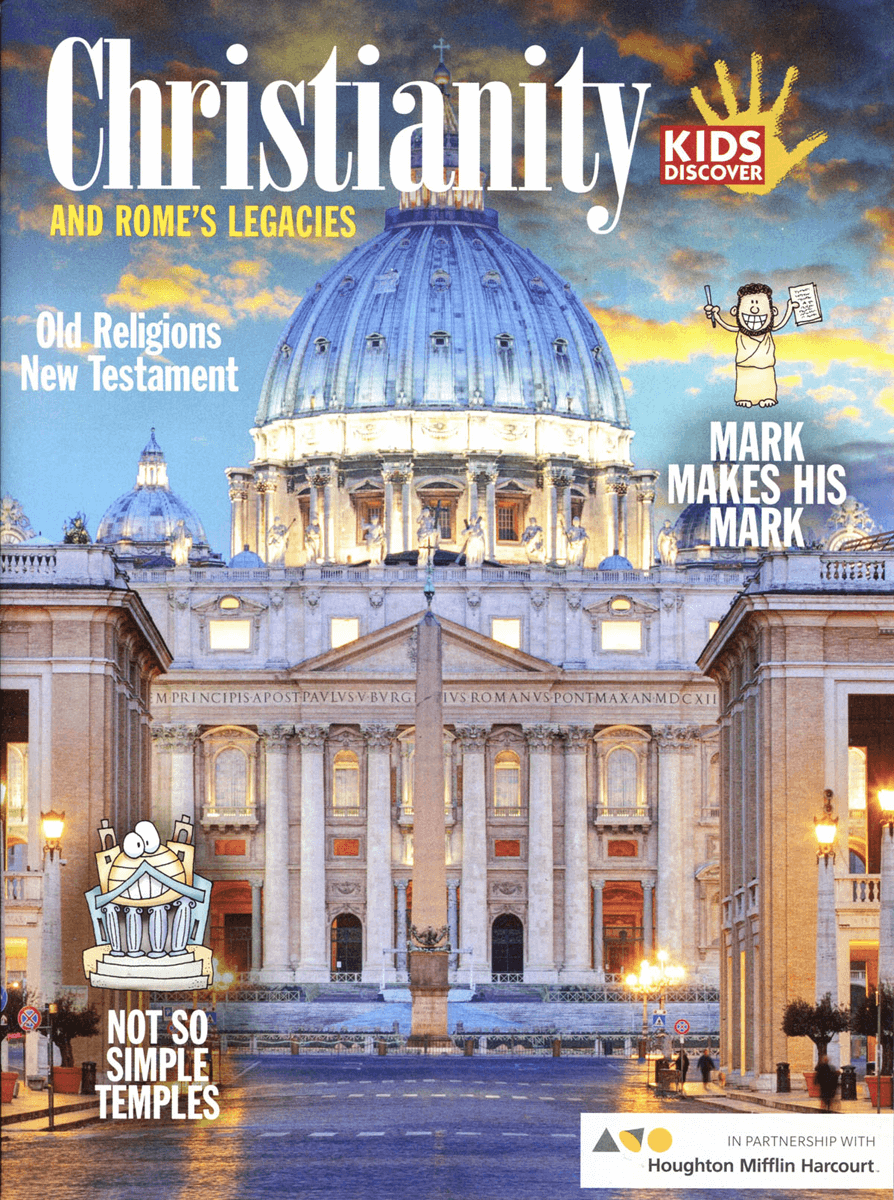 Christianity
AND ROME'S LEGACIES
KIDS
DISCOVER
Old Religions
New Testament
MARK
MAKES HIS
MARK
M PRINCIPIS·APOST PAVLVS V BVRG IVS ROMANVS·PONT MAX AN·MDCXII
NOT SO
SIMPLE
TEMPLES
IN PARTNERSHIP WITH
Houghton Mifflin Harcourt